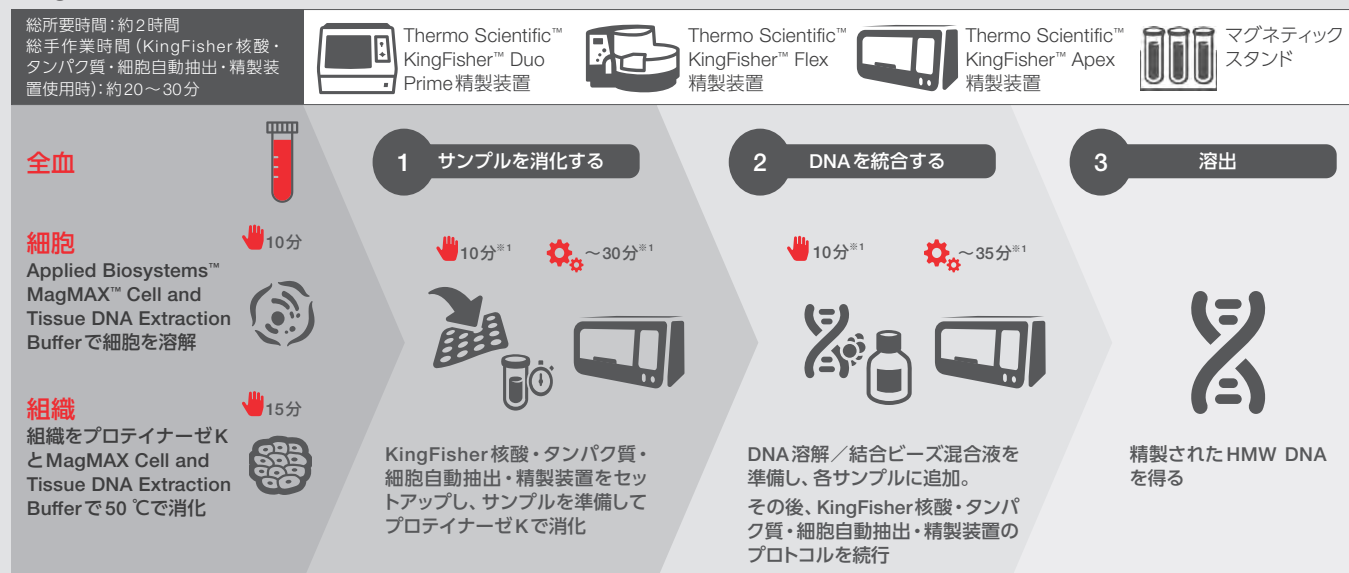 総所要時間：約2時間
総手作業時間（KingFisher核酸・
タンパク質・細胞自動抽出・精製装
置使用時）：約20～30分
Thermo Scientific™
KingFisher™ Duo
Prime精製装置
Thermo Scientific™
KingFisher™ Flex
精製装置
Thermo Scientific™
KingFisher™ Apex
精製装置
マグネティック
スタンド
全血
細胞
10分
Applied Biosystems™
MagMAX™ Cell and
Tissue DNA Extraction
Bufferで細胞を溶解
組織
15分
組織をプロテイナーゼK
とMagMAX Cell and
Tissue DNA Extraction
Bufferで50 ℃で消化
1 サンプルを消化する
10分※1 ～30分※1
KingFisher核酸・タンパク質・
細胞自動抽出・精製装置をセッ
トアップし、サンプルを準備して
プロテイナーゼKで消化
2 DNAを統合する
10分※1 ～35分※1
DNA溶解／結合ビーズ混合液を
準備し、各サンプルに追加。
その後、KingFisher核酸・タンパ
ク質・細胞自動抽出・精製装置の
プロトコルを続行
3 溶出
精製されたHMW DNA
を得る